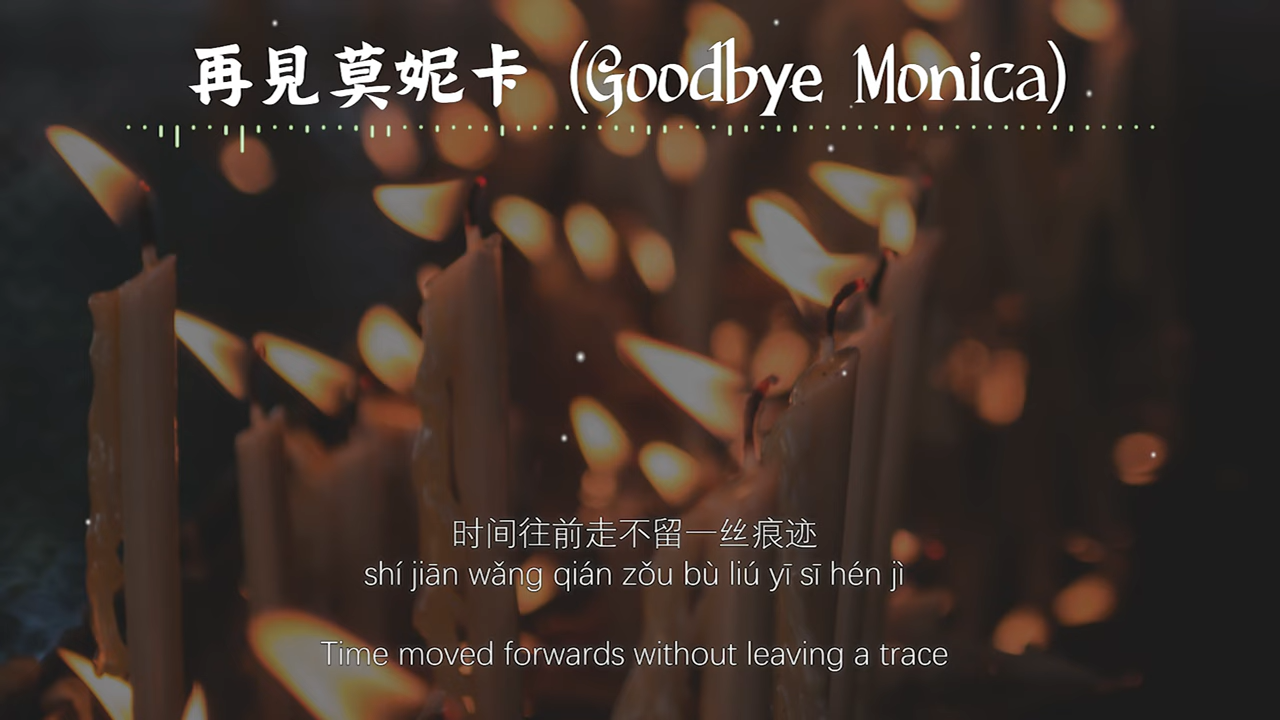 再見莫妮卡 (Goodbye Monica)
时间往前走不留一丝痕迹
shí jiān wǎng qián zǒu bù liú yī sī hén jì
Time moved forwards without leaving a trace